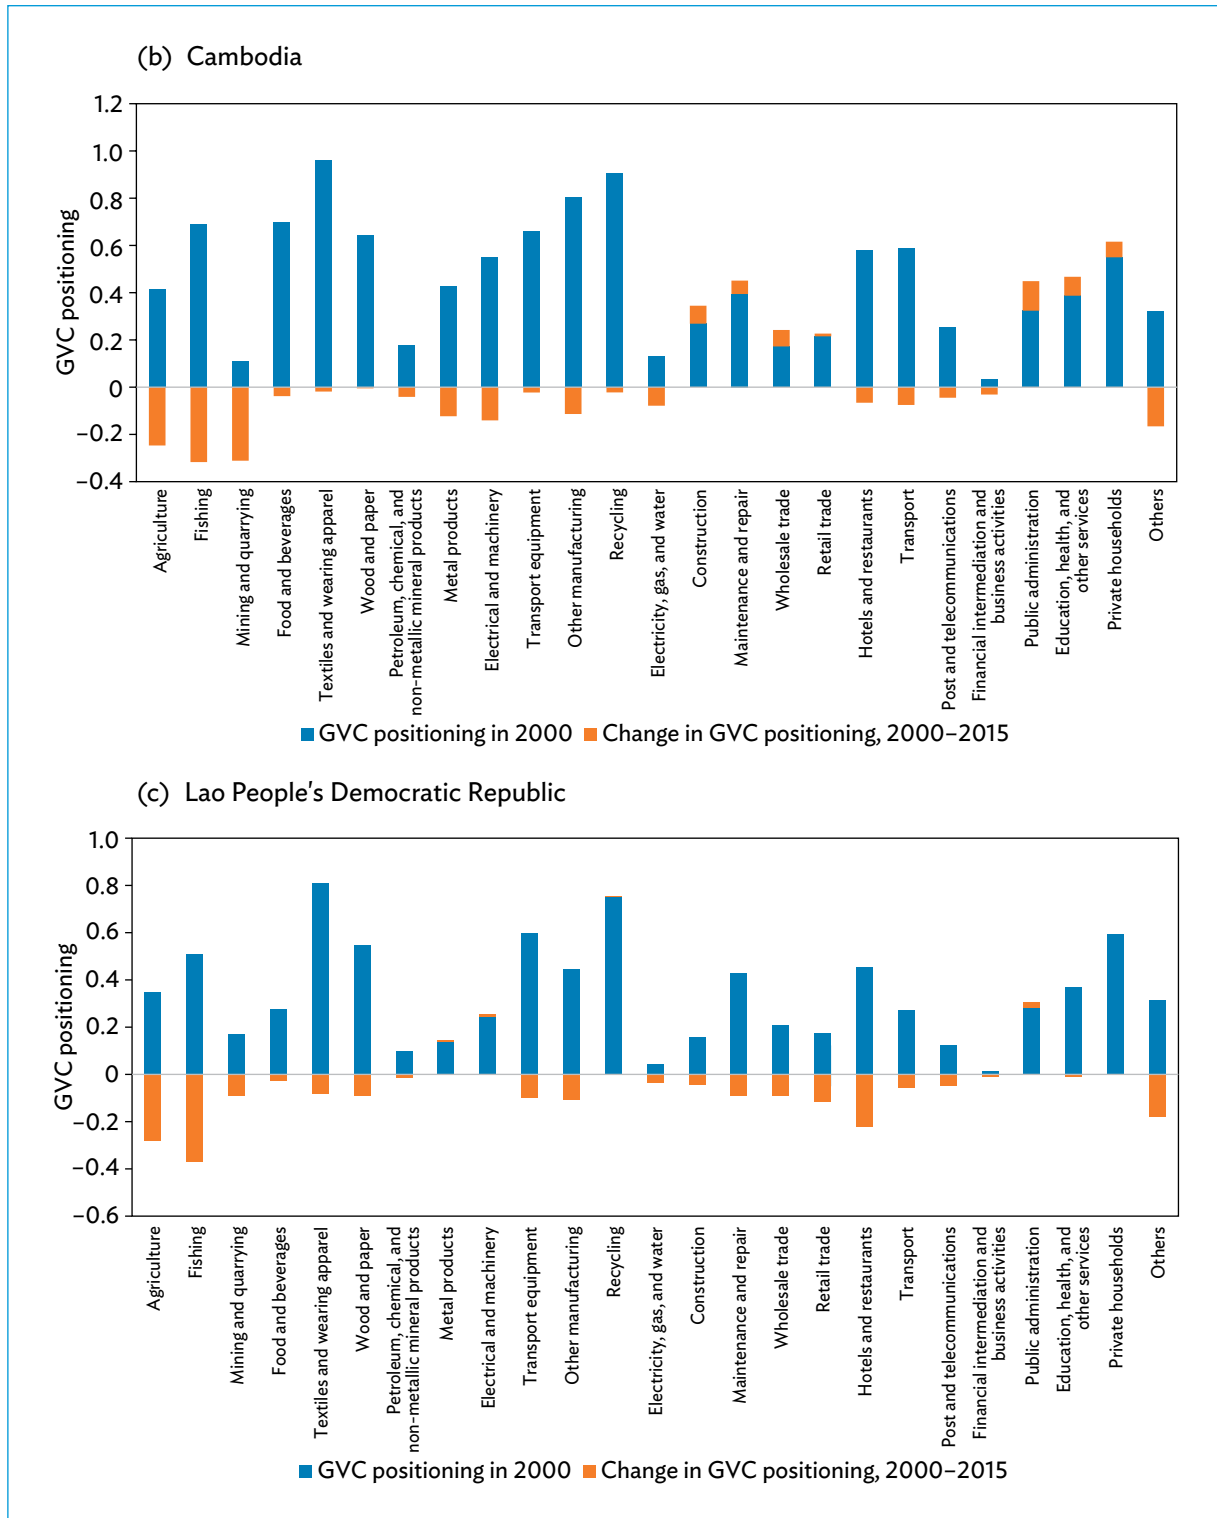 (b) Cambodia
1.2
1.0
0.8
0.6
0.4
0.2
0
−0.2
−0.4
GVC positioning
Agriculture
Fishing
Mining and quarrying
Food and beverages
Textiles and wearing apparel
Wood and paper
Petroleum, chemical, and
non-metallic mineral products
Metal products
Electrical and machinery
Transport equipment
Other manufacturing
Recycling
Electricity, gas, and water
Construction
Maintenance and repair
Wholesale trade
Retail trade
Hotels and restaurants
Transport
Post and telecommunications
Financial intermediation and
business activities
Public administration
Education, health, and
other services
Private households
Others
GVC positioning in 2000 Change in GVC positioning, 2000–2015
(c) Lao People's Democratic Republic
1.0
0.8
0.6
0.4
0.2
0
−0.2
−0.4
−0.6
GVC positioning
Agriculture
Fishing
Mining and quarrying
Food and beverages
Textiles and wearing apparel
Wood and paper
Petroleum, chemical, and
non-metallic mineral products
Metal products
Electrical and machinery
Transport equipment
Other manufacturing
Recycling
Electricity, gas, and water
Construction
Maintenance and repair
Wholesale trade
Retail trade
Hotels and restaurants
Transport
Post and telecommunications
Financial intermediation and
business activities
Public administration
Education, health, and
other services
Private households
Others
GVC positioning in 2000 Change in GVC positioning, 2000–2015